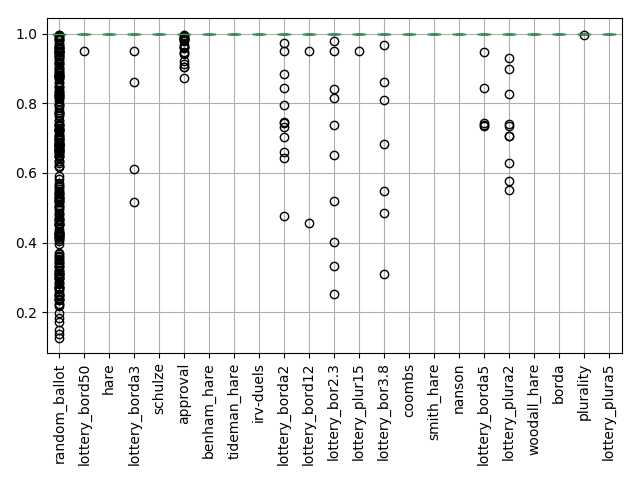 1.0
0.8
0.6
0.4
0.2
random_ballot
lottery_bord50
hare
lottery_borda3
schulze
approval
benham_hare
tideman_hare
irv-duels
lottery_borda2
lottery_bord12
lottery_bor2.3
lottery_plur15
lottery_bor3.8
coombs
smith_hare
nanson
lottery_borda5
lottery_plura2
woodall_hare
borda
plurality
lottery_plura5